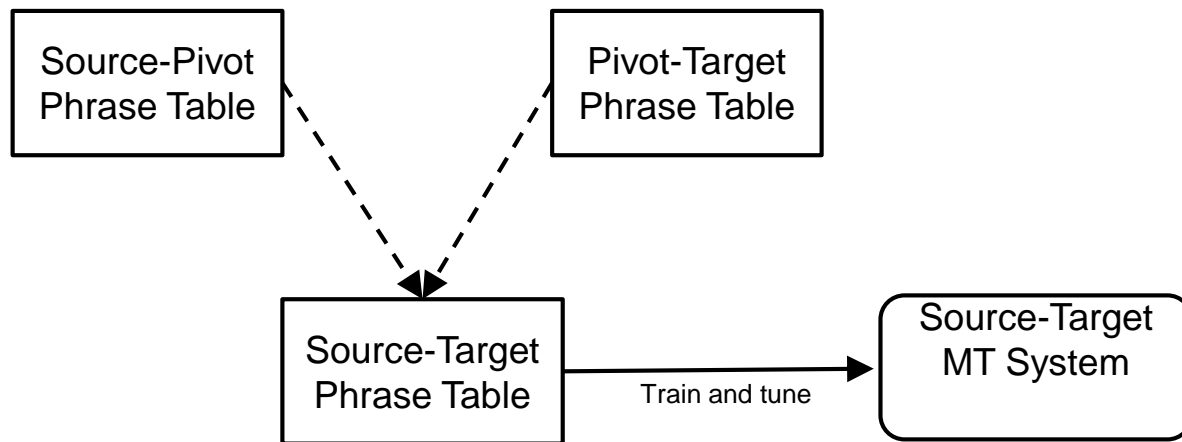 Source-Pivot
Phrase Table
Pivot-Target
Phrase Table
Source-Target
Phrase Table
Train and tune
Source-Target
MT System